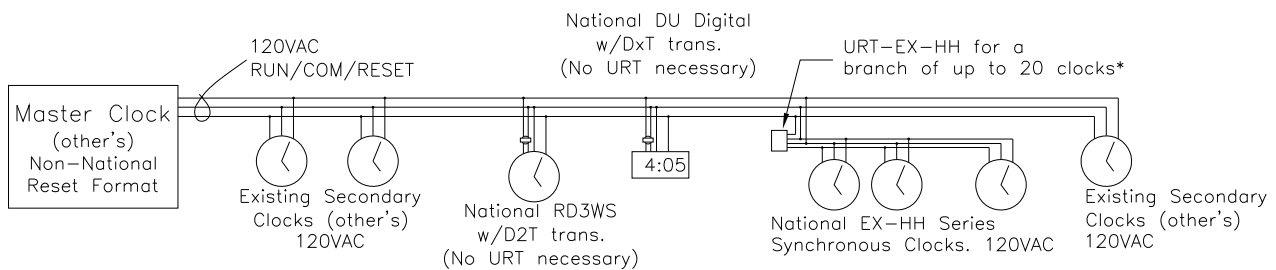 Master Clock
(other's)
Non-National
Reset Format
120VAC
RUN/COM/RESET
Existing Secondary
Clocks (other's)
120VAC
National RD3WS
w/D2T trans.
(No URT necessary)
National DU Digital
w/DxT trans.
(No URT necessary)
4:05
URT-EX-HH for a
branch of up to 20 clocks*
National EX-HH Series
Synchronous Clocks. 120VAC
Existing Secondary
Clocks (other's)
120VAC